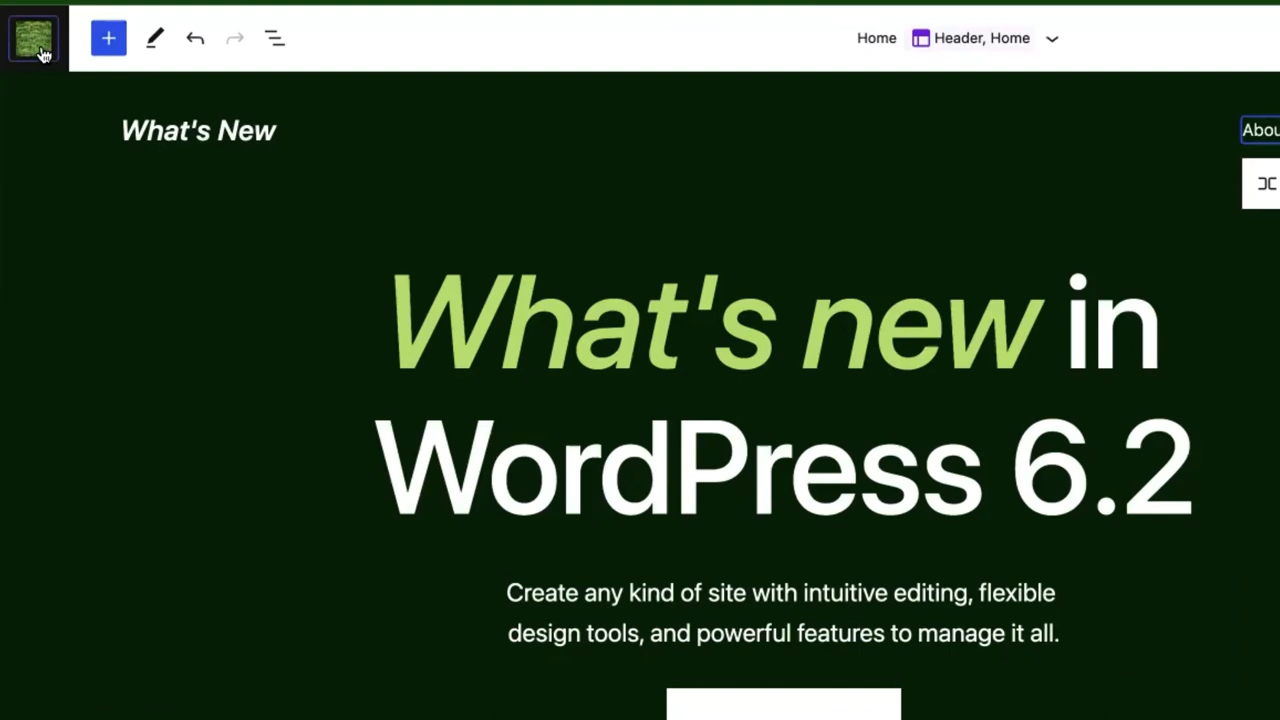 Home Header, Home
What's New
Abou
What's new in
WordPress 6.2
Create any kind of site with intuitive editing, flexible
design tools, and powerful features to manage it all.